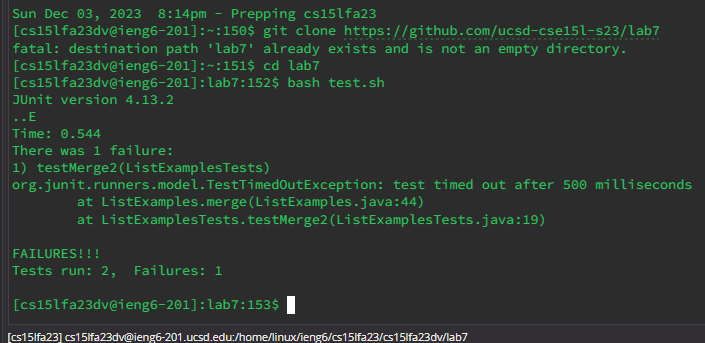 Sun Dec 03, 2023  8:14pm - Prepping cs15lfa23
[cs15lfa23dv@ieng6-201]:~:150$ git clone https://github.com/ucsd-cse15l-s23/lab7
fatal: destination path 'lab7' already exists and is not an empty directory.
[cs15lfa23dv@ieng6-201]:~:151$ cd lab7
[cs15lfa23dv@ieng6-201]:lab7:152$ bash test.sh
JUnit version 4.13.2
..E
Time: 0.544
There was 1 failure:
1) testMerge2(ListExamplesTests)
org.junit.runners.model.TestTimedOutException: test timed out after 500 milliseconds
        at ListExamples.merge(ListExamples.java:44)
        at ListExamplesTests.testMerge2(ListExamplesTests.java:19)

FAILURES!!!
Tests run: 2,  Failures: 1

[cs15lfa23dv@ieng6-201]:lab7:153$
[cs15lfa23] cs15lfa23dv@ieng6-201.ucsd.edu:/home/linux/ieng6/cs15lfa23/cs15lfa23dv/lab7